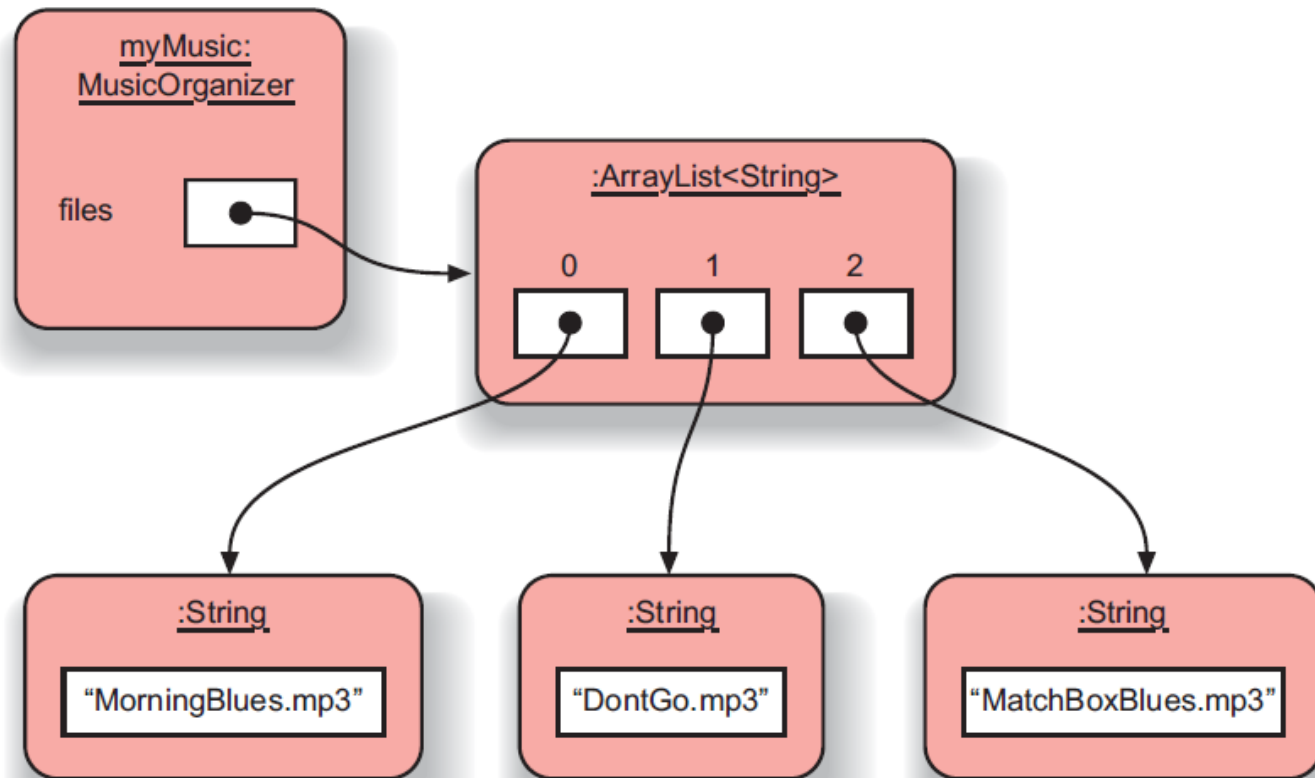 myMusic:
MusicOrganizer
files
:ArrayList<String>
0 1 2
:String
“MorningBlues.mp3”
:String
“DontGo.mp3”
:String
“MatchBoxBlues.mp3”